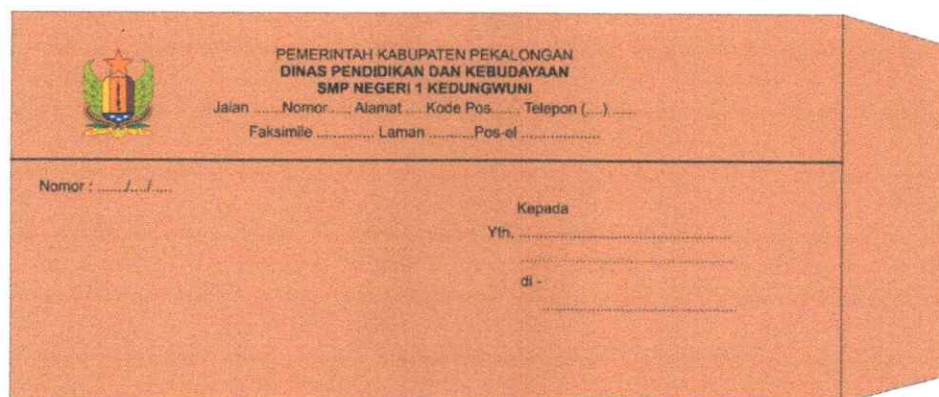 PEMERINTAH KABUPATEN PEKALONGAN
DINAS PENDIDIKAN DAN KEBUDAYAAN
SMP NEGERI 1 KEDUNGWUNI
Jalan .......Nomor....., Alamat .... Kode Pos......, Telepon (....) ......
Faksimile ............... Laman ............Pos-el ....................
Nomor : ....../..../.....
Kepada
Yth. .......................................................
.......................................................
di -
..................................................